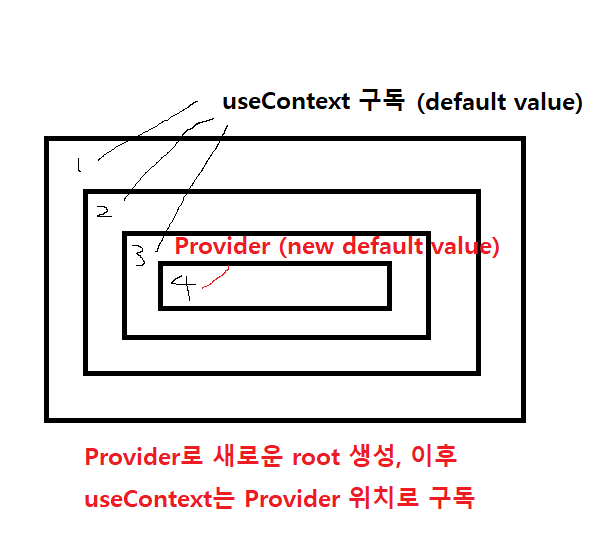 useContext 구독 (default value)
1
2
3
Provider (new default value)
4
Provider로 새로운 root 생성, 이후
useContext는 Provider 위치로 구독